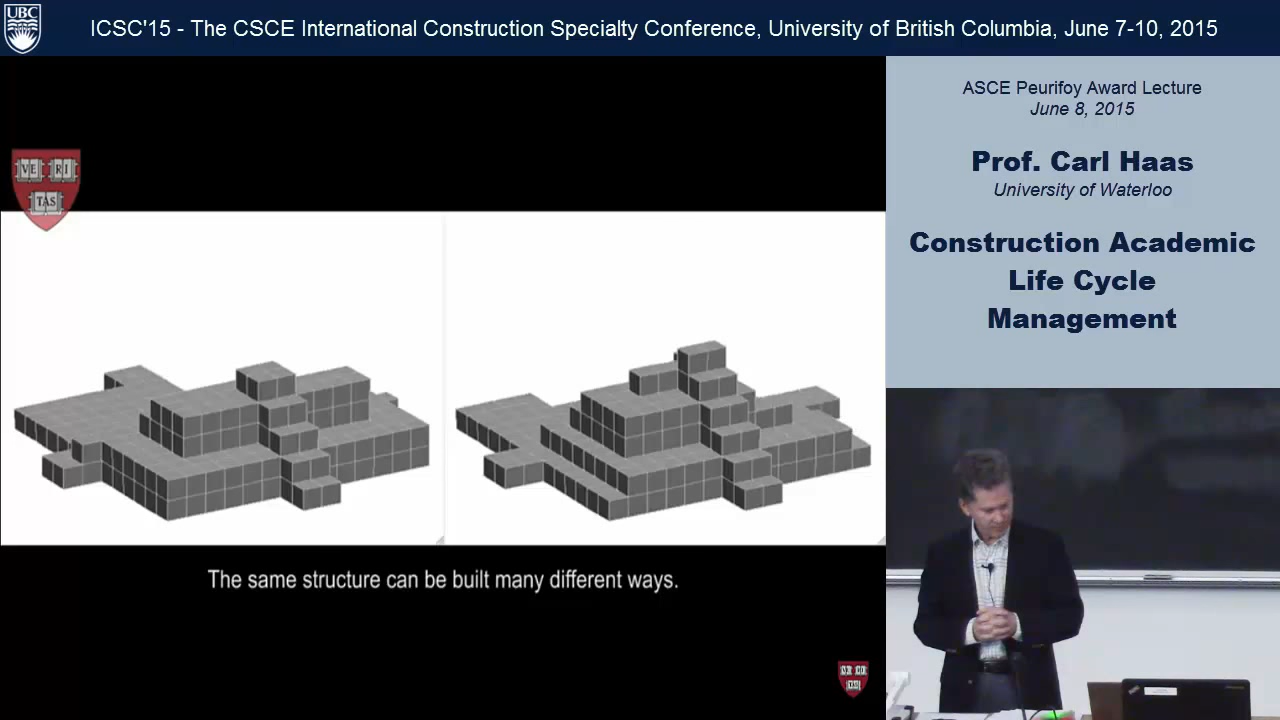 UBC
ICSC'15 - The CSCE International Construction Specialty Conference, University of British Columbia, June 7-10, 2015
ASCE Peurifoy Award Lecture
June 8, 2015
Prof. Carl Haas
University of Waterloo
Construction Academic
Life Cycle
Management
VE RI
TAS
The same structure can be built many different ways.